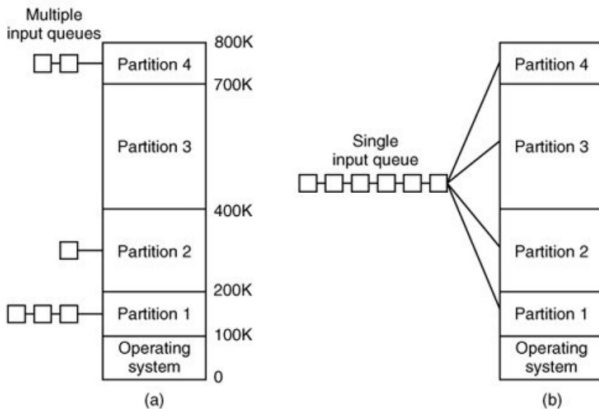 Multiple
input queues
800K
Partition 4
700K
Partition 3
400K
Partition 2
200K
Partition 1
100K
Operating
system
0
(a)
Single
input queue
Partition 4
Partition 3
Partition 2
Partition 1
Operating
system
(b)